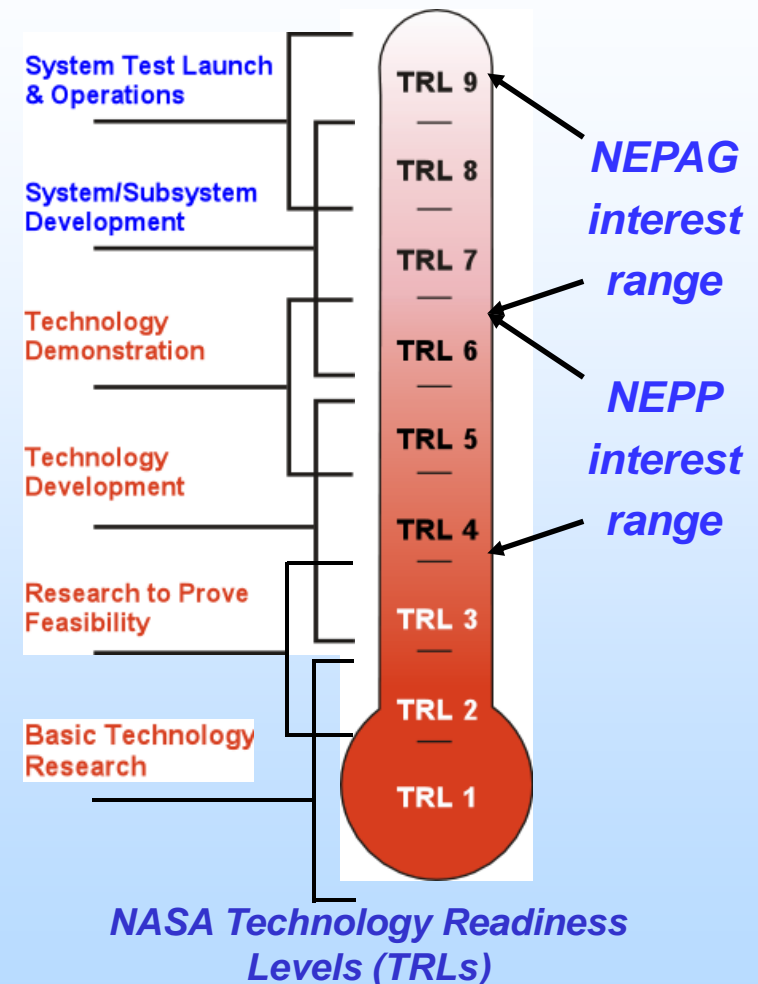 System Test Launch
& Operations
System/Subsystem
Development
Technology
Demonstration
Technology
Development
Research to Prove
Feasibility
Basic Technology
Research
TRL 9
TRL 8
TRL 7
TRL 6
TRL 5
TRL 4
TRL 3
TRL 2
TRL 1
NEPAG
interest
range
NEPP
interest
range
NASA Technology Readiness
Levels (TRLs)